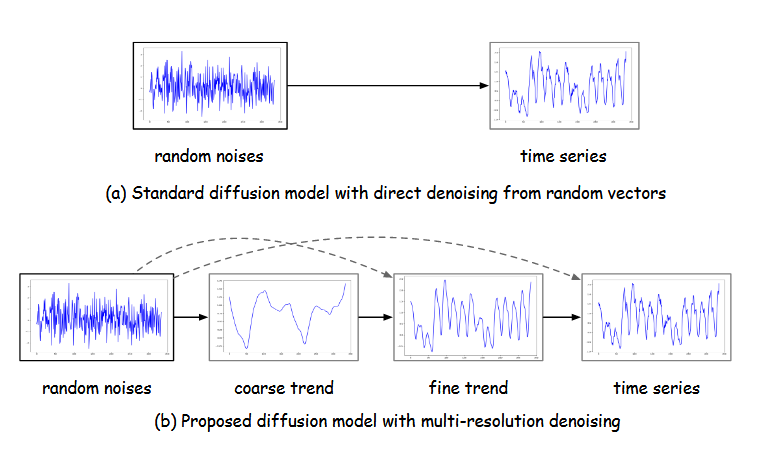 random noises
time series
(a) Standard diffusion model with direct denoising from random vectors
random noises
coarse trend
fine trend
time series
(b) Proposed diffusion model with multi-resolution denoising